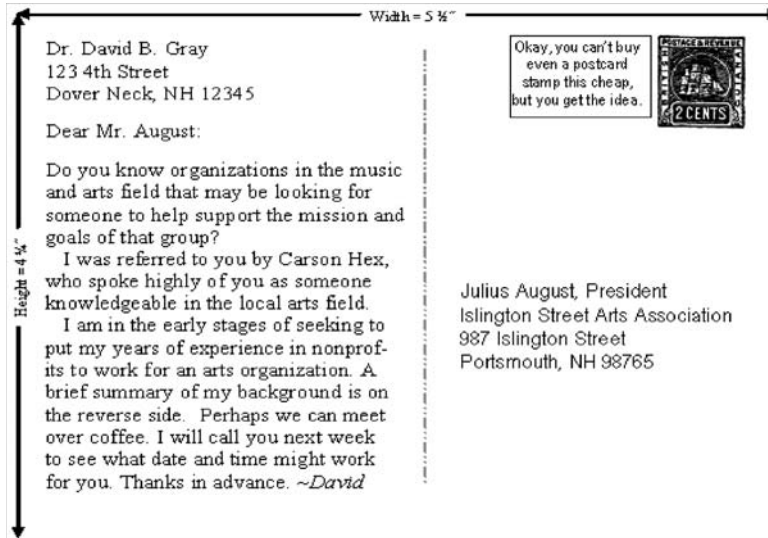 Width = 5 ½"
Height = 4 ¼"
Dr. David B. Gray
123 4th Street
Dover Neck, NH 12345
Dear Mr. August:
Do you know organizations in the music
and arts field that may be looking for
someone to help support the mission and
goals of that group?
I was referred to you by Carson Hex,
who spoke highly of you as someone
knowledgeable in the local arts field.
I am in the early stages of seeking to
put my years of experience in nonprof-
its to work for an arts organization. A
brief summary of my background is on
the reverse side. Perhaps we can meet
over coffee. I will call you next week
to see what date and time might work
for you. Thanks in advance. ~David
Okay, you can't buy
even a postcard
stamp this cheap,
but you get the idea.
POSTAGE & REVENUE
BRITISH
2 CENTS
Julius August, President
Islington Street Arts Association
987 Islington Street
Portsmouth, NH 98765